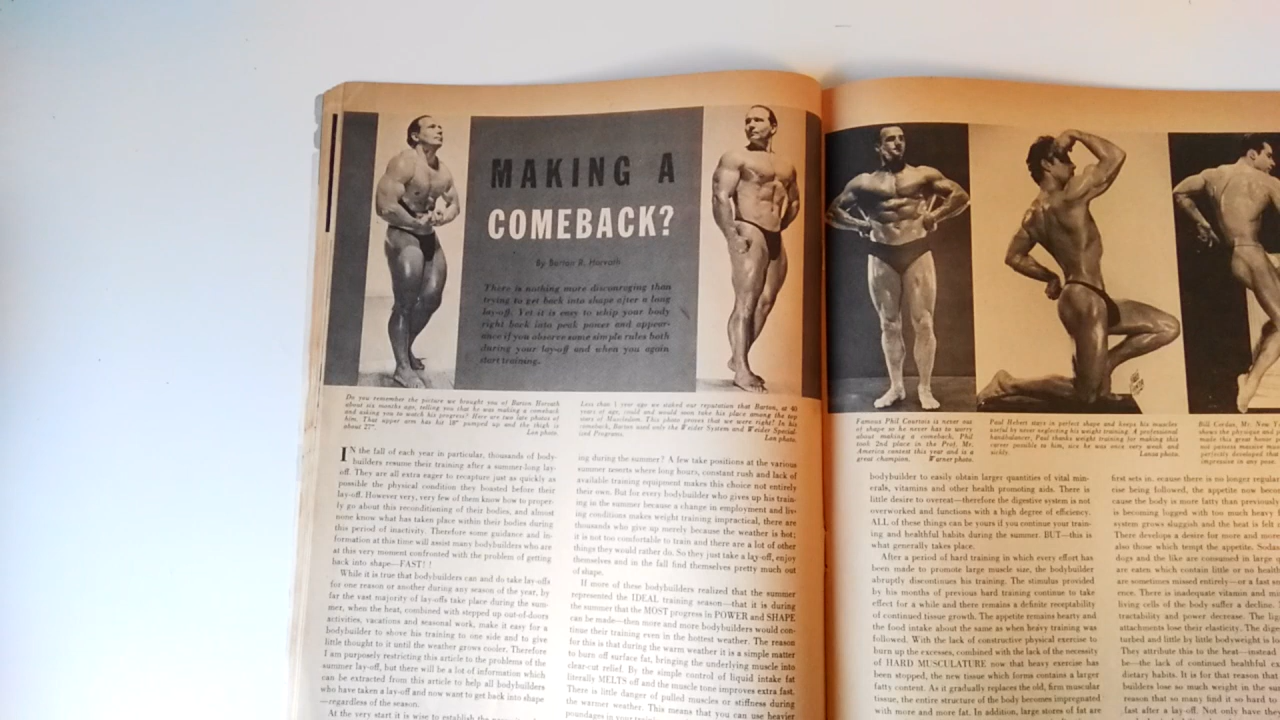 MAKING A
COMEBACK?
By Barton R. Horvath
There is nothing more discouraging than
trying to get back into shape after a long
lay-off. Yet it is easy to whip your body
right back into peak power and appear-
ance if you observe some simple rules both
during your lay-off and when you again
start training.
Do you remember the picture we brought you of Barton Horvath
about six months ago, telling you that he was making a comeback
and asking you to watch his progress? Here are two late photos of
him. That upper arm has hit 18" pumped up and the thigh is
about 27".
Lon photo.
Less than 1 year ago we staked our reputation that Barton, at 40
years of age, could and would soon take his place among the top
stars of Muscledom. This photo proves that we were right! In his
comeback, Barton used only the Weider System and Weider Special-
ized Programs.
Lon photo.
IN the fall of each year in particular, thousands of body-
builders resume their training after a summer long lay-
off. They are all eager to recapture just as quickly as
possible the physical condition they boasted before their
lay-off. However very, very few of them know how to proper-
ly go about this reconditioning of their bodies, and almost
none know what has taken place within their bodies during
this period of inactivity. Therefore some guidance and in-
formation at this time will assist many bodybuilders who are
at this very moment confronted with the problem of getting
back into shape—FAST! !
While it is true that bodybuilders can and do take lay-offs
for one reason or another during any season of the year, by
far the vast majority of lay-offs take place during the sum-
mer, when the heat, combined with stepped up out-of-doors
activities, vacations and seasonal work, make it easy for a
bodybuilder to shove his training to one side and to give
little thought to it until the weather grows cooler. Therefore
I am purposely restricting this article to the problems of the
summer lay-off, but there will be a lot of information which
can be extracted from this article to help all bodybuilders
who have taken a lay-off and now want to get back into shape
—regardless of the season.
At the very start it is wise to establish the
ing during the summer? A few take positions at the various
summer resorts where long hours, constant rush and lack of
available training equipment makes this choice not entirely
their own. But for every bodybuilder who gives up his train-
ing in the summer because a change in employment and liv-
ing conditions makes weight training impractical, there are
thousands who give up merely because the weather is hot;
it is not too comfortable to train and there are a lot of other
things they would rather do. So they just take a lay-off, enjoy
themselves and in the fall find themselves pretty much out
of shape.
If more of these bodybuilders realized that the summer
represented the IDEAL training season—that it is during
the summer that the MOST progress in POWER and SHAPE
can be made—then more and more bodybuilders would con-
tinue their training even in the hottest weather. The reason
for this is that during the warm weather it is a simple matter
to burn off surface fat, bringing the underlying muscle into
clear-cut relief. By the simple control of liquid intake fat
literally MELTS off and the muscle tone improves extra fast.
There is little danger of pulled muscles or stiffness during
the warmer weather. This means that you can use heavier
poundages in your
Famous Phil Courtois is never out
of shape so he never has to worry
about making a comeback. Phil
took 2nd place in the Prof. Mr.
America contest this year and is a
great champion.
Warner photo.
Paul Hebert stays in perfect shape and keeps his muscles
useful by never neglecting his weight training. A professional
handbalancer, Paul thanks weight training for making this
career possible to him, since he was once very weak and
sickly.
Lanza photo.
Bill Cordas, Mr. New Y
shows the physique and p
made this great honor p
not possess massive mus
perfectly developed that
impressive in any pose.
bodybuilder to easily obtain larger quantities of vital min-
erals, vitamins and other health promoting aids. There is
little desire to overeat—therefore the digestive system is not
overworked and functions with a high degree of efficiency.
ALL of these things can be yours if you continue your train-
ing and healthful habits during the summer. BUT—this is
what generally takes place.
After a period of hard training in which every effort has
been made to promote large muscle size, the bodybuilder
abruptly discontinues his training. The stimulus provided
by his months of previous hard training continue to take
effect for a while and there remains a definite receptability
of continued tissue growth. The appetite remains hearty and
the food intake about the same as when heavy training was
followed. With the lack of constructive physical exercise to
burn up the excesses, combined with the lack of the necessity
of HARD MUSCULATURE now that heavy exercise has
been stopped, the new tissue which forms contains a larger
fatty content. As it gradually replaces the old, firm muscular
tissue, the entire structure of the body becomes impregnated
with more and more fat. In addition, large stores of fat are
first sets in. ecause there is no longer regular
cise being followed, the appetite now becom
cause the body is more fatty than previously
is becoming logged with too much heavy f
system grows sluggish and the heat is felt m
There develops a desire for more and more
also those which tempt the appetite. Sodas
dogs and the like are consumed in large q
are eaten which contain little or no health
are sometimes missed entirely—or a fast sn
ence. There is inadequate vitamin and mi
living cells of the body suffer a decline. T
tractability and power decrease. The liga
attachments lose their elasticity. The diges
turbed and little by little bodyweight is lo
They attribute this to the heat—instead
be—the lack of continued healthful ex
dietary habits. It is for that reason that
builders lose so much weight in the sum
reason that so many find it so hard to
fast after a lay-off. Not only have the